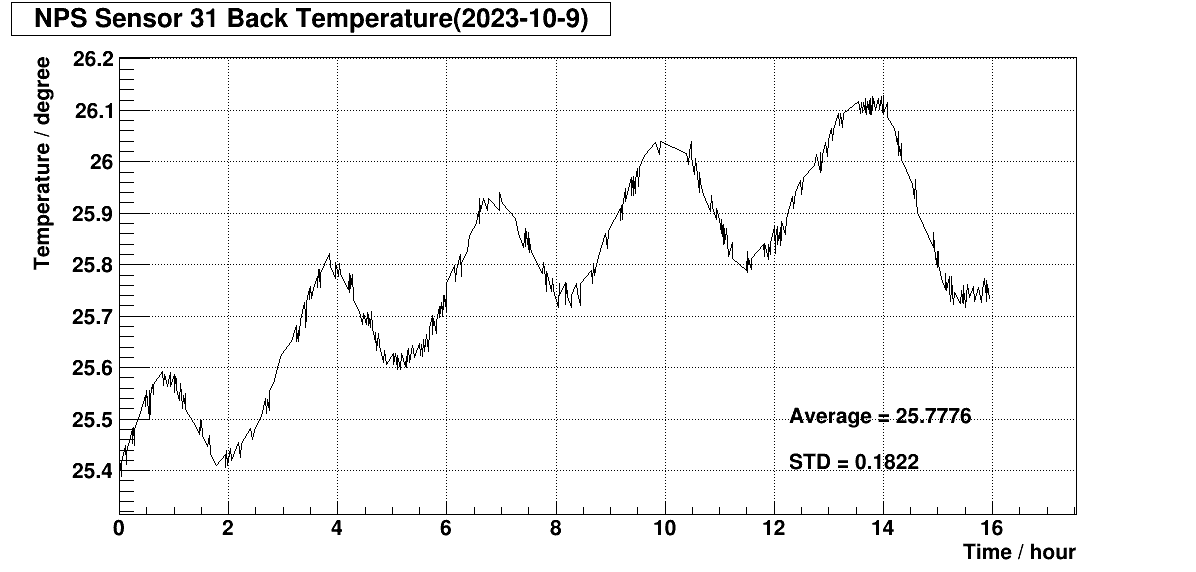 NPS Sensor 31 Back Temperature(2023-10-9)
Temperature / degree
26.2
26.1
26
25.9
25.8
25.7
25.6
25.5
25.4
Average = 25.7776
STD = 0.1822
0 2 4 6 8 10 12 14 16
Time / hour